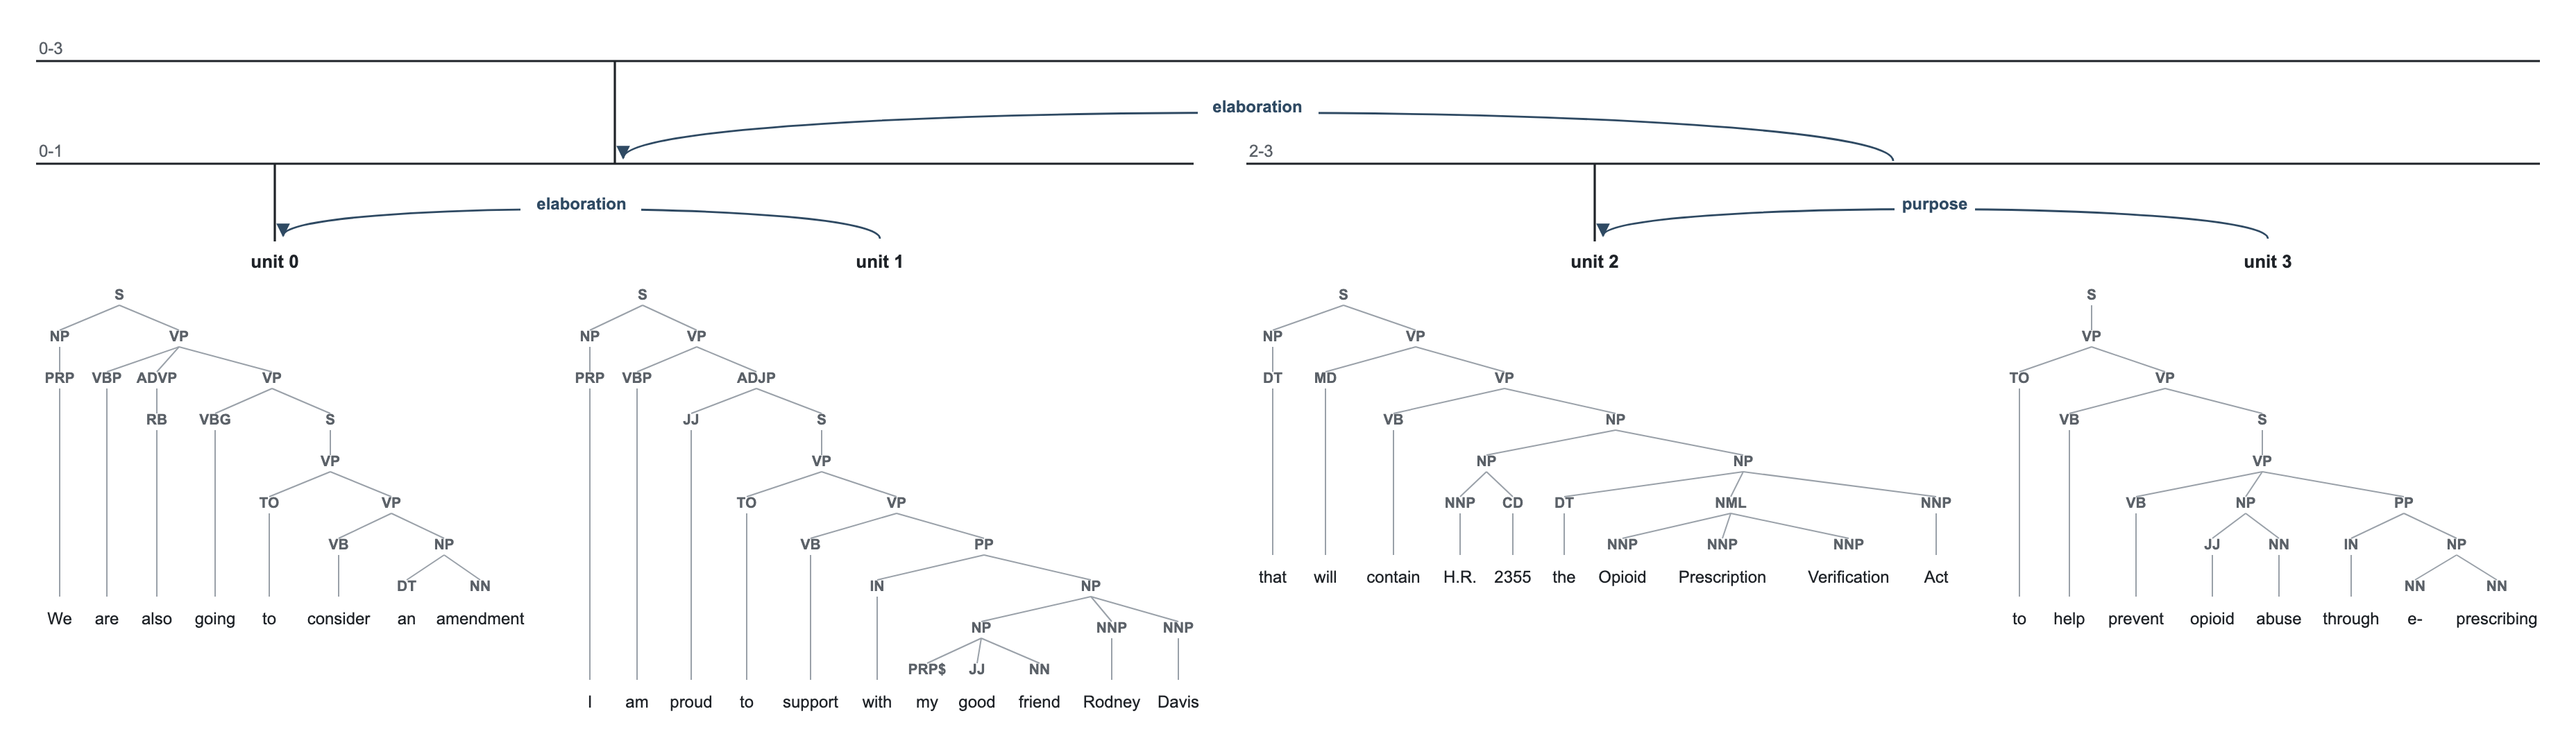 0-3
elaboration
0-1 2-3
elaboration purpose
unit 0 unit 1 unit 2 unit 3
S S S S
NP VP NP VP NP VP VP
PRP VBP ADVP VP PRP VBP ADJP DT MD VP TO VP
RB VBG S JJ S VB NP VB S
VP VP NP NP VP
TO VP TO VP NNP CD DT NML NNP VB NP PP
VB NP VB PP NNP NNP NNP JJ NN IN NP
that will contain H.R. 2355 the Opioid Prescription Verification Act
DT NN IN NP NN NN
We are also going to consider an amendment to help prevent opioid abuse through e- prescribing
NP NNP NNP
PRP$ JJ NN
I am proud to support with my good friend Rodney Davis